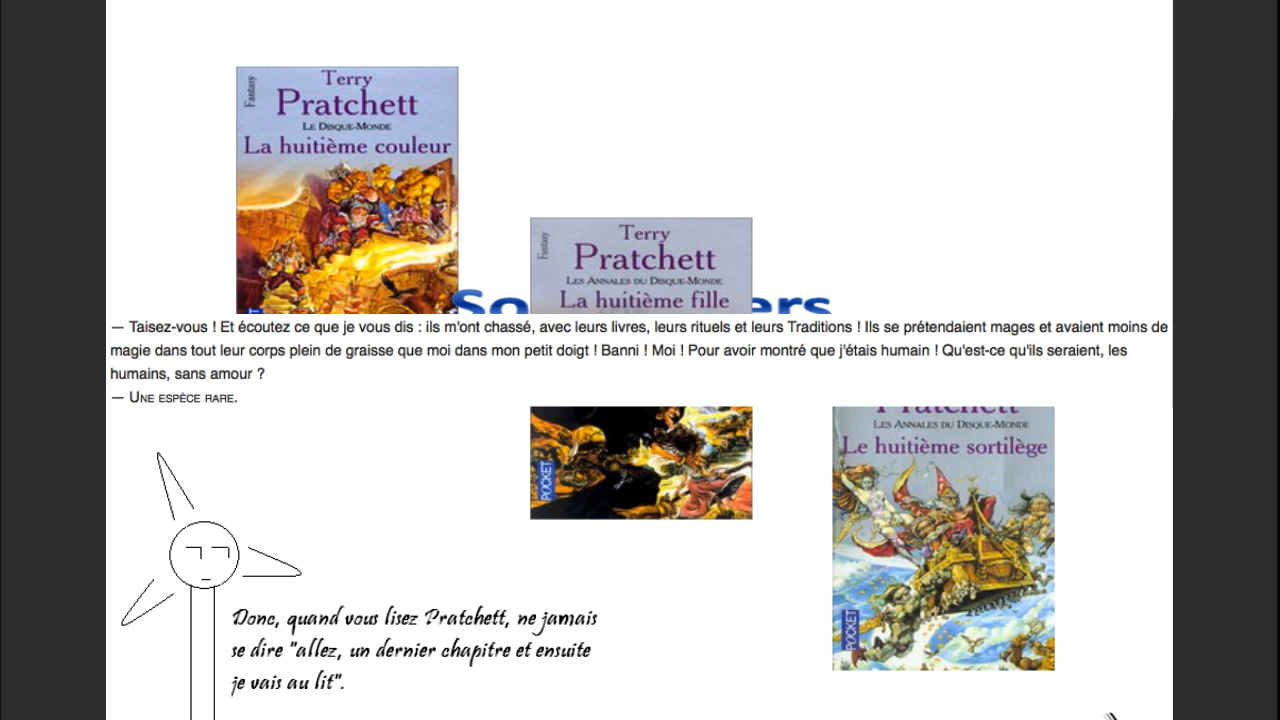 Fantasy
Terry
Pratchett
LE DISQUE-MONDE
La huitième couleur
Fantasy
Terry
Pratchett
LES ANNALES DU DISQUE-MONDE
La huitième fille
— Taisez-vous ! Et écoutez ce que je vous dis : ils m'ont chassé, avec leurs livres, leurs rituels et leurs Traditions ! Ils se prétendaient mages et avaient moins de
magie dans tout leur corps plein de graisse que moi dans mon petit doigt ! Banni ! Moi ! Pour avoir montré que j'étais humain ! Qu'est-ce qu'ils seraient, les
humains, sans amour ?
— UNE ESPÈCE RARE.
POCKET
Pratchett
LES ANNALES DU DISQUE-MONDE
Le huitième sortilège
POCKET
Donc, quand vous lisez Pratchett, ne jamais
se dire "allez, un dernier chapitre et ensuite
je vais au lit".